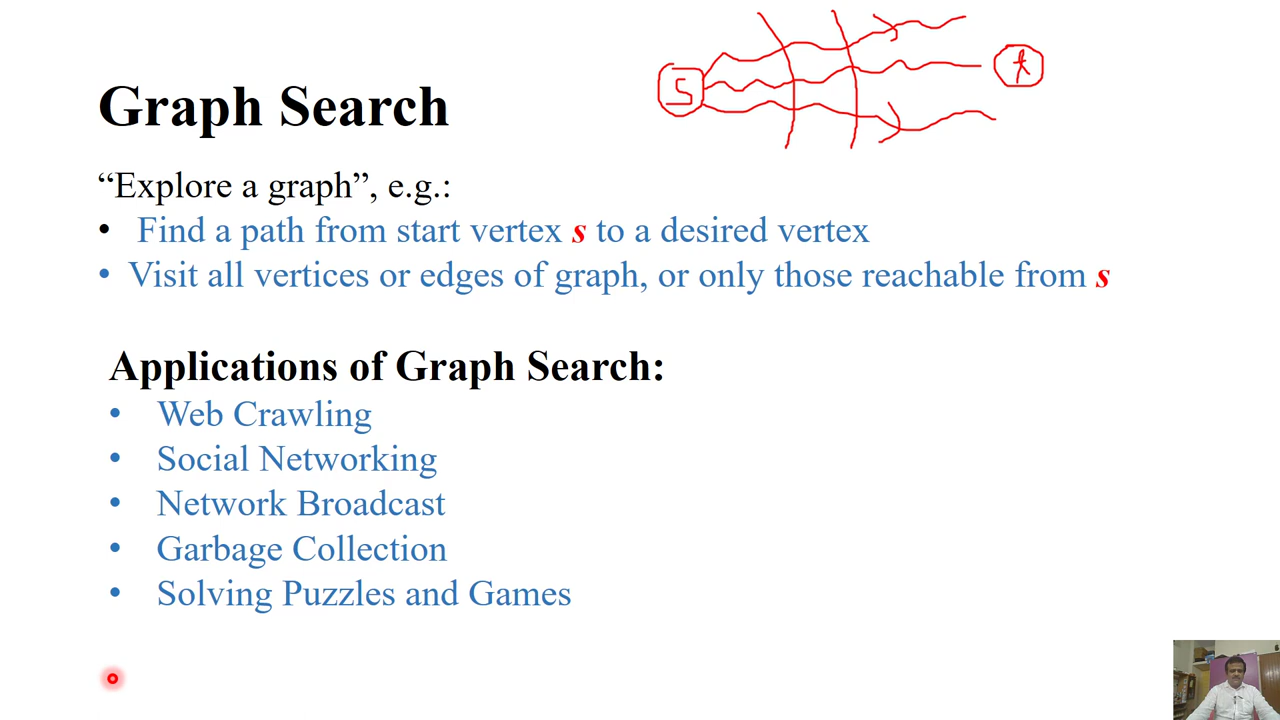 S
t
Graph Search
“Explore a graph”, e.g.:
• Find a path from start vertex s to a desired vertex
• Visit all vertices or edges of graph, or only those reachable from s
Applications of Graph Search:
• Web Crawling
• Social Networking
• Network Broadcast
• Garbage Collection
• Solving Puzzles and Games